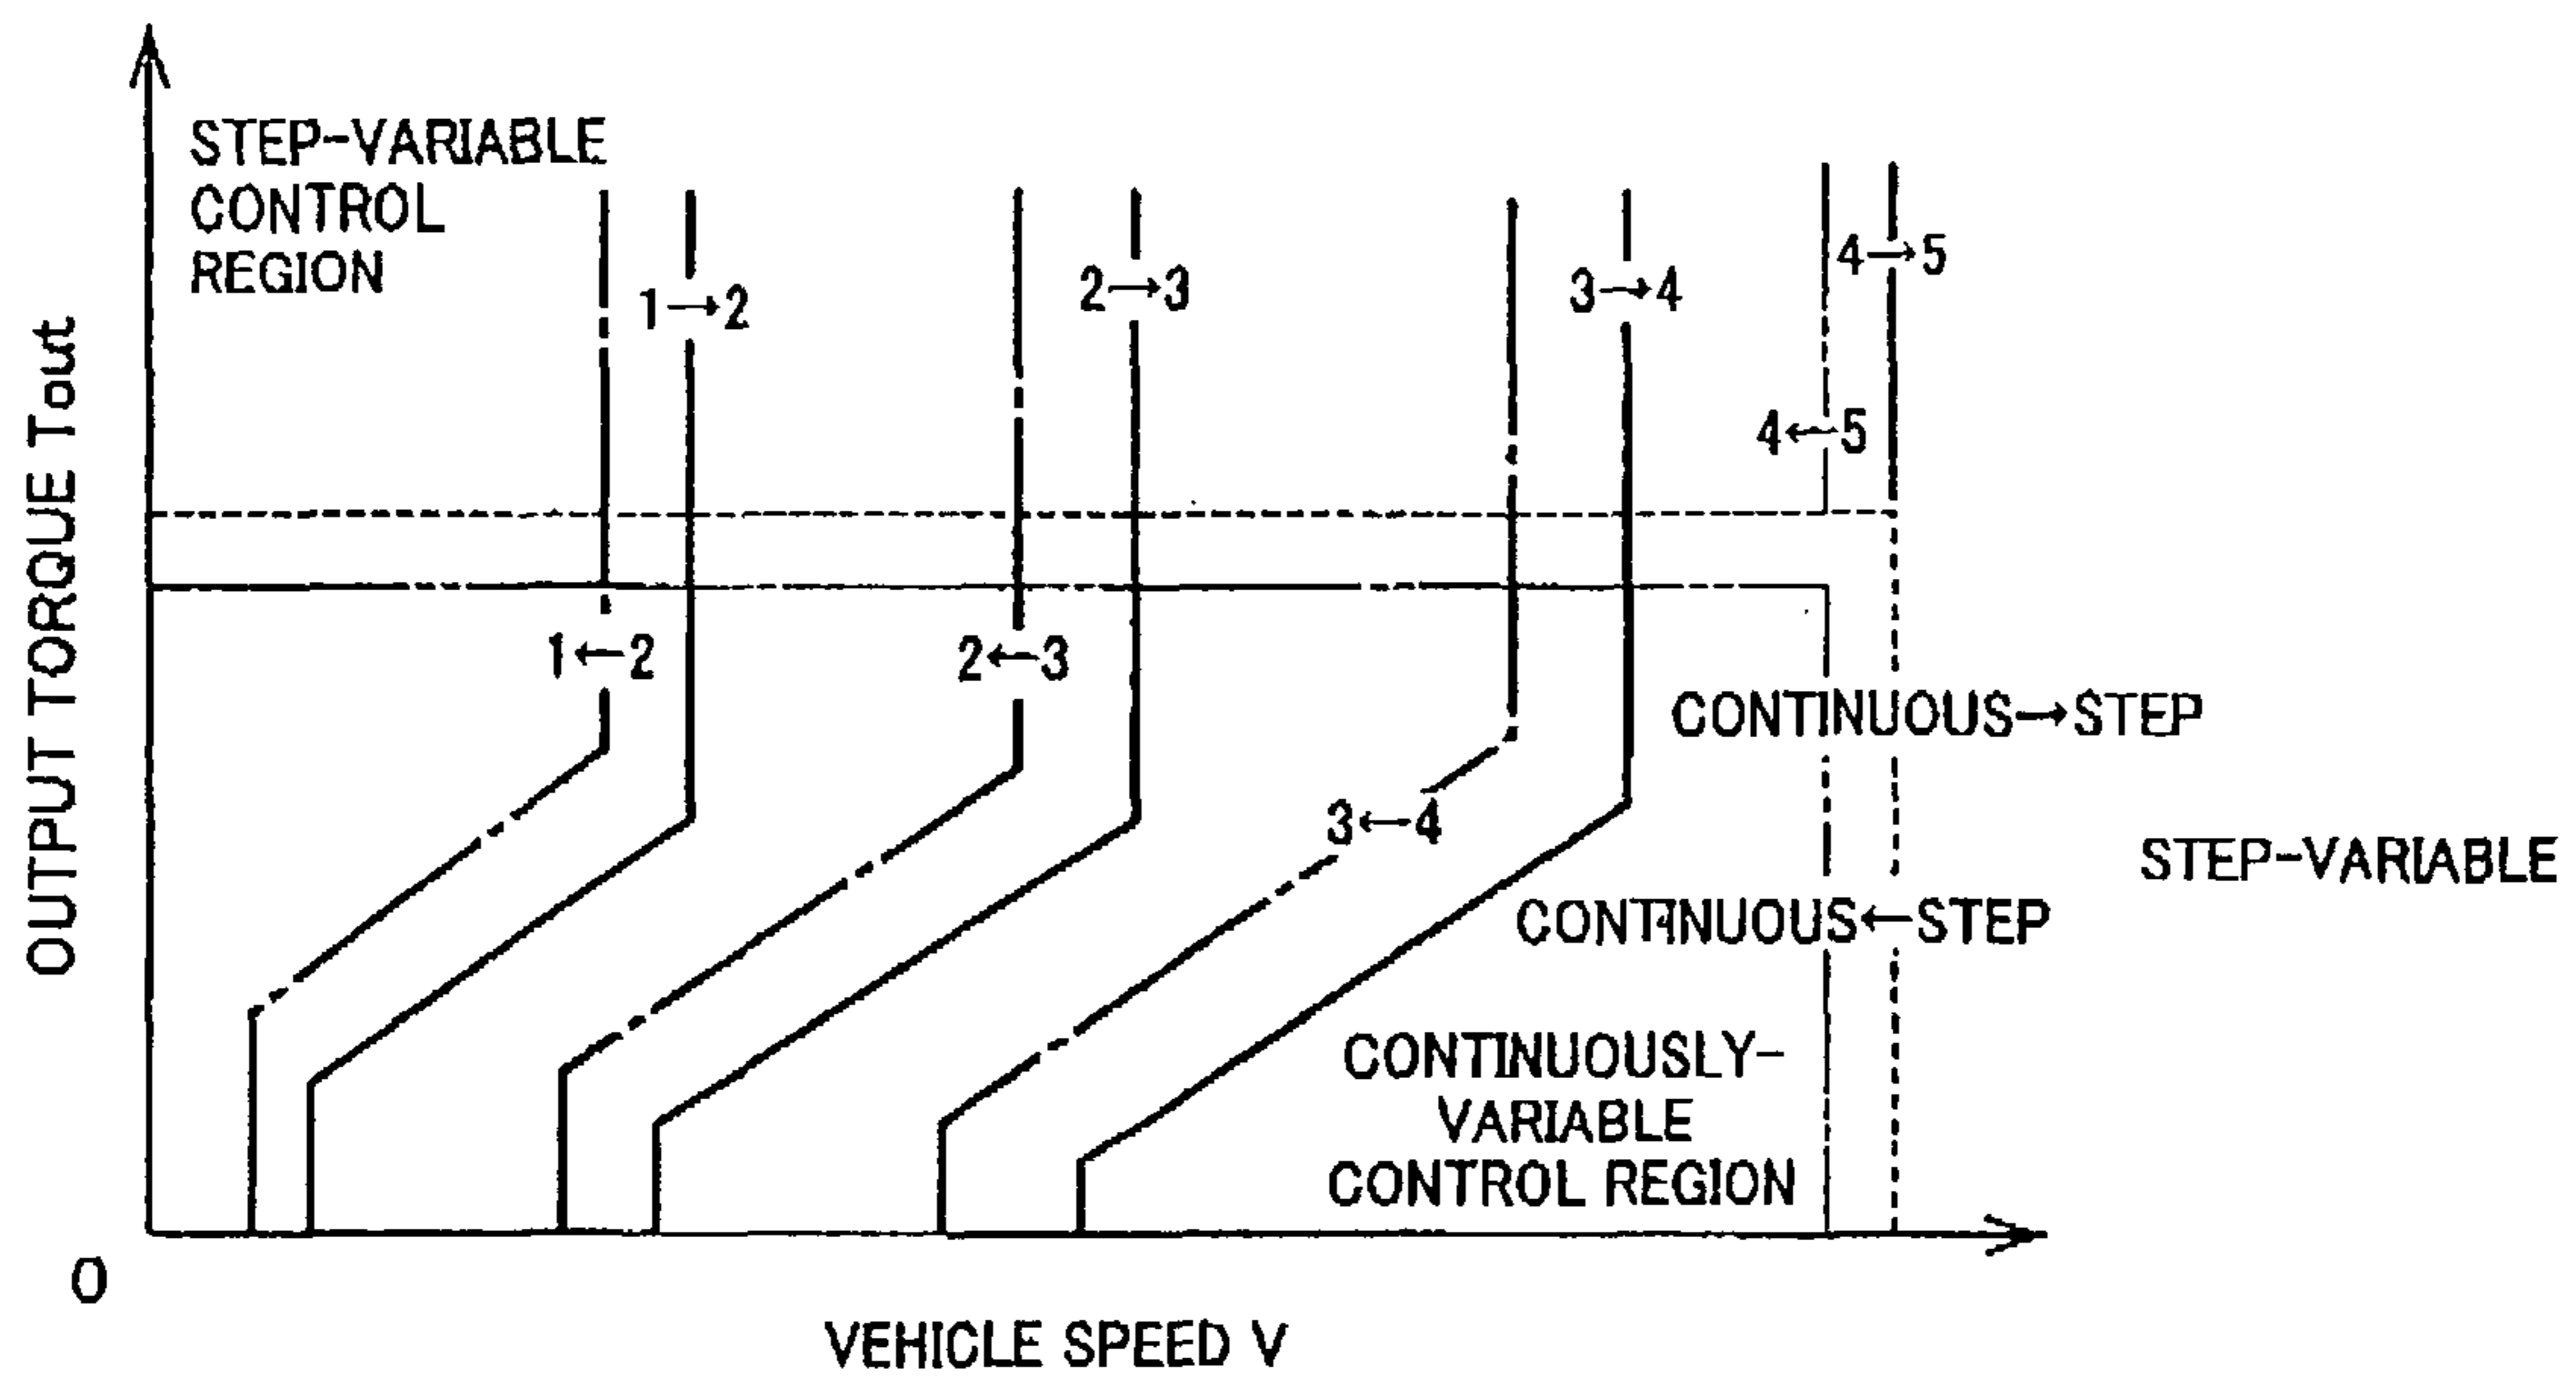 STEP-VARIABLE
CONTROL
REGION
1→2
2→3
3→4
4→5
4←5
1←2
2←3
3←4
CONTINUOUS→STEP
STEP-VARIABLE
CONTINUOUS←STEP
CONTINUOUSLY-
VARIABLE
CONTROL REGION
OUTPUT TORQUE Tout
0
VEHICLE SPEED V